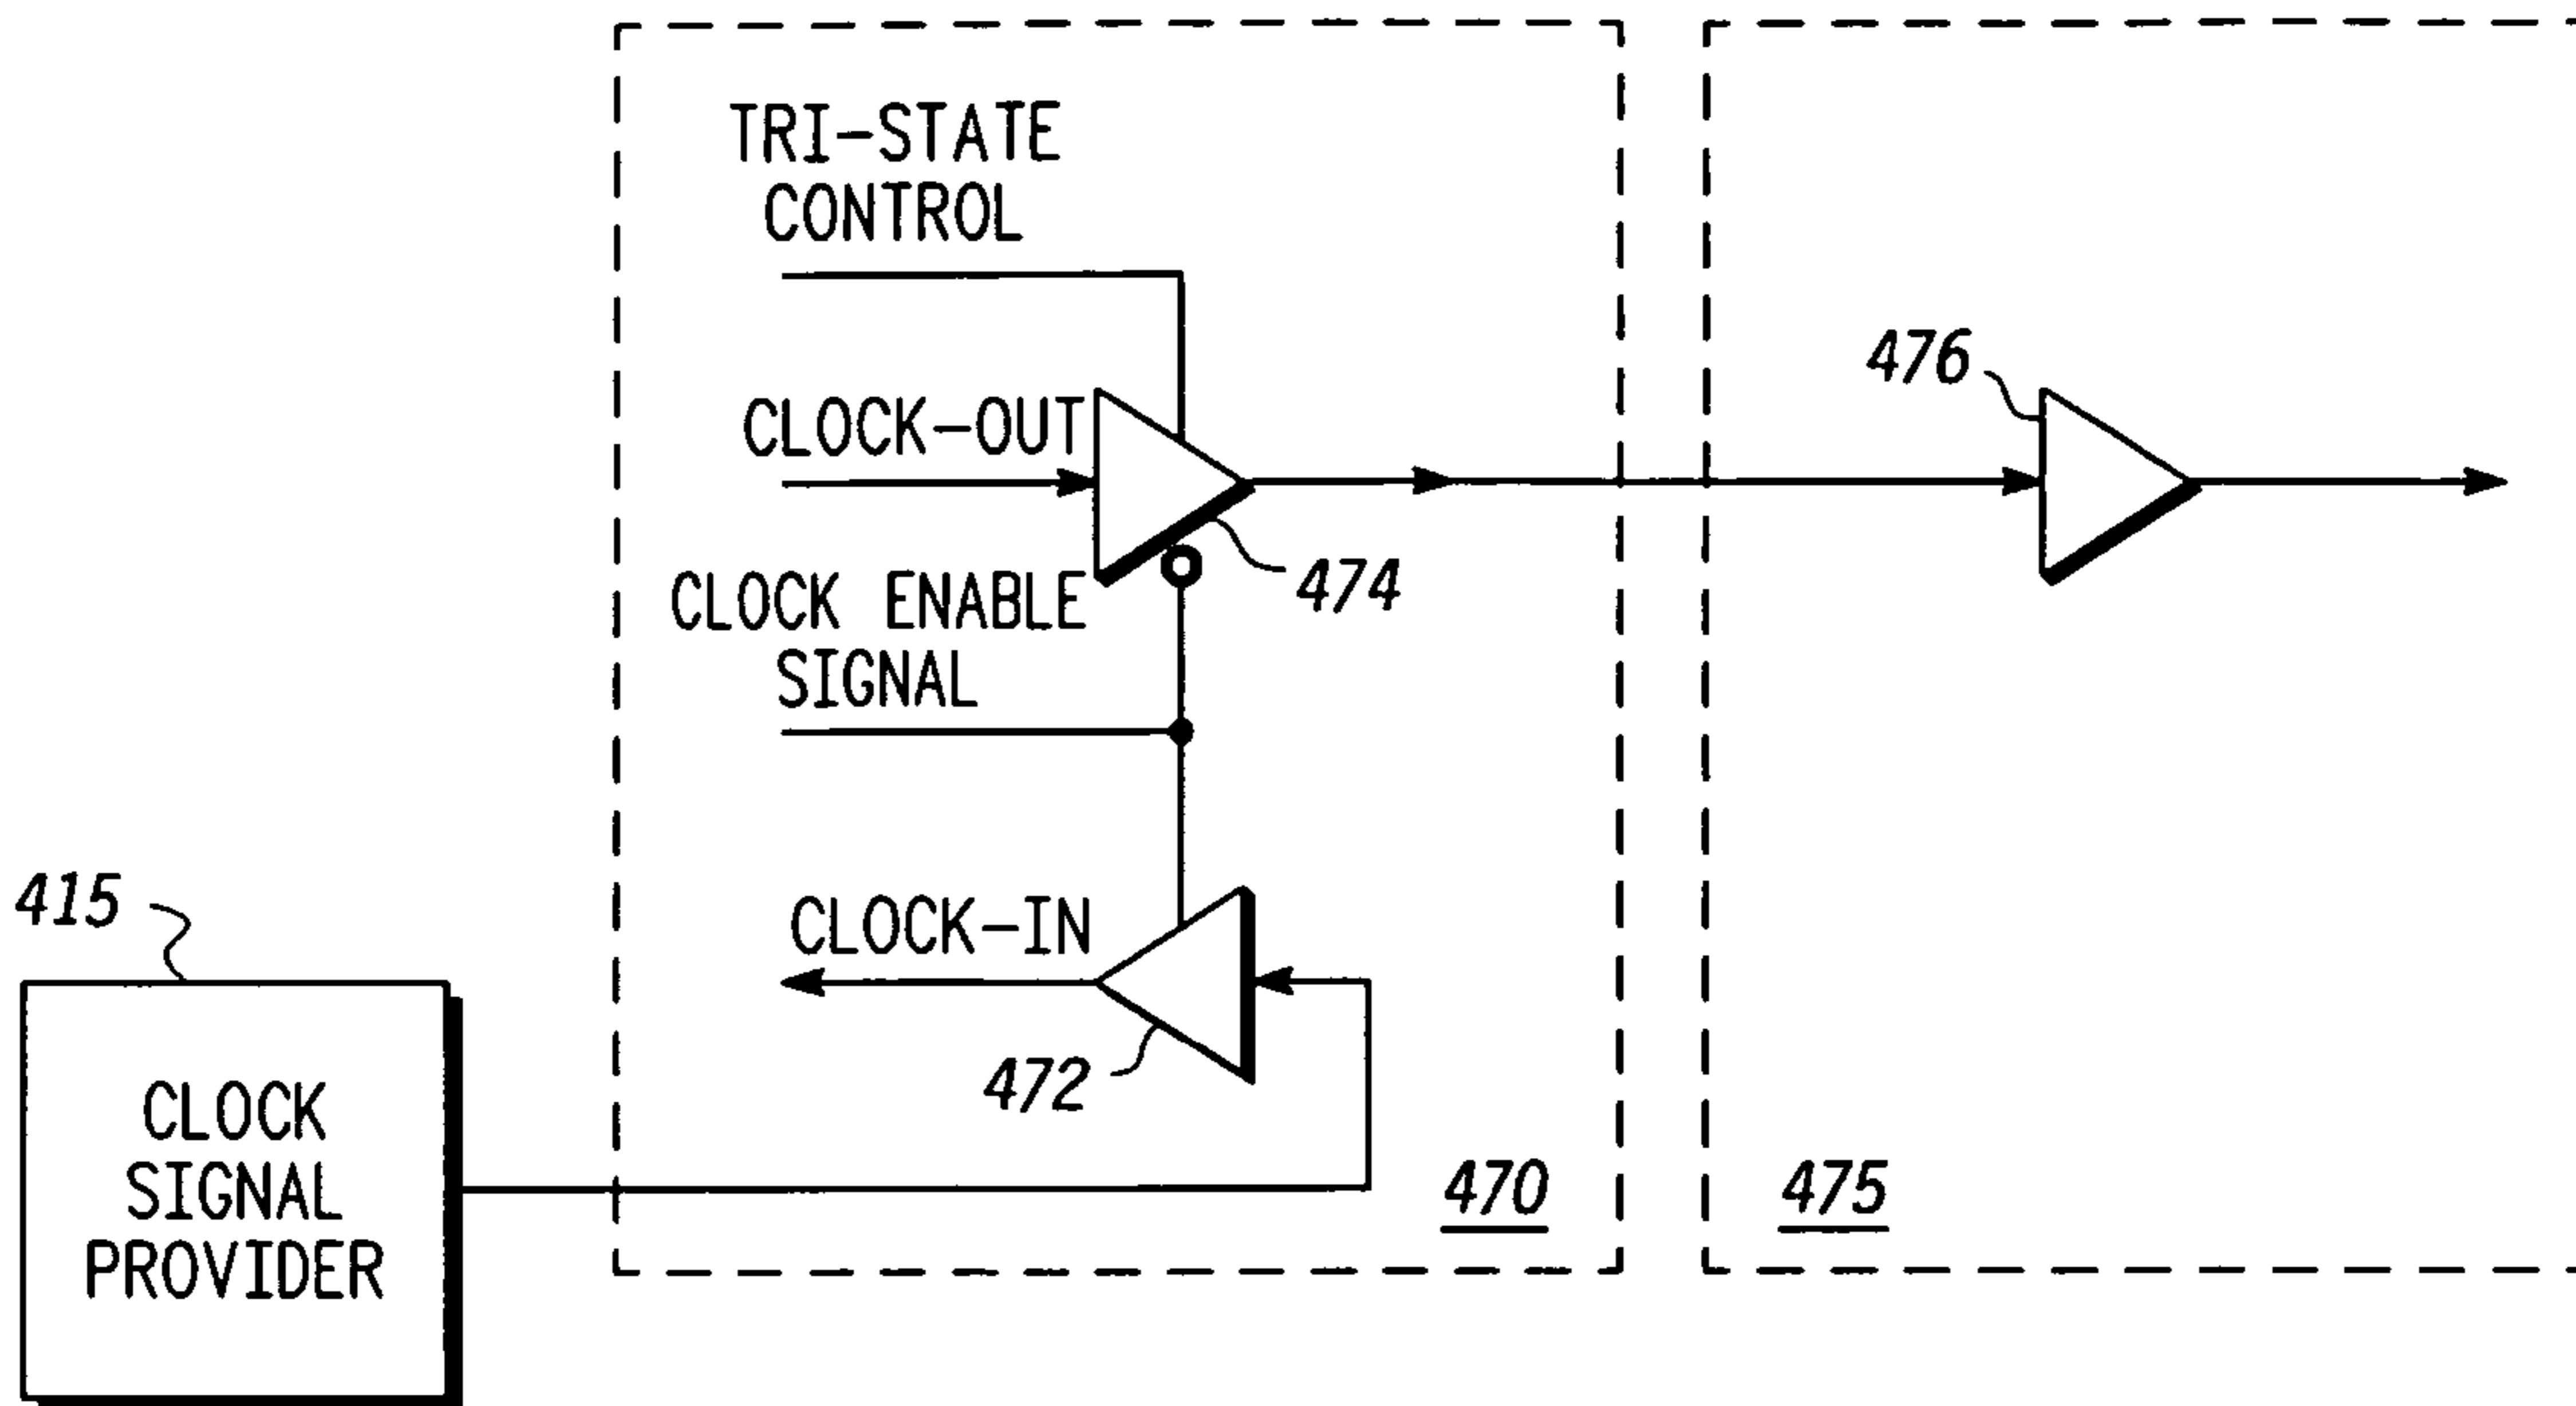 TRI-STATE
CONTROL
CLOCK-OUT
476
474
CLOCK ENABLE
SIGNAL
415
CLOCK-IN
472
CLOCK
SIGNAL
PROVIDER
470
475